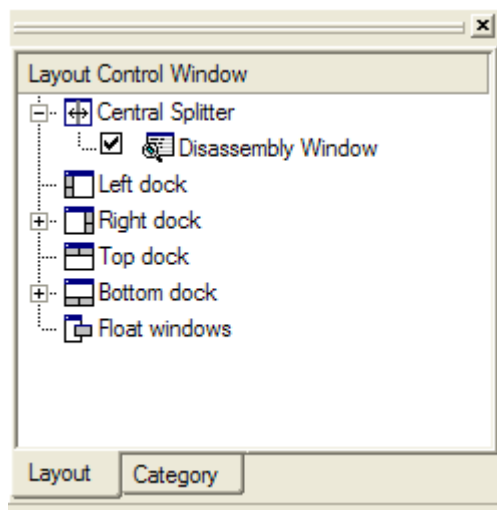 Layout Control Window
Central Splitter
Disassembly Window
Left dock
Right dock
Top dock
Bottom dock
Float windows
Layout Category